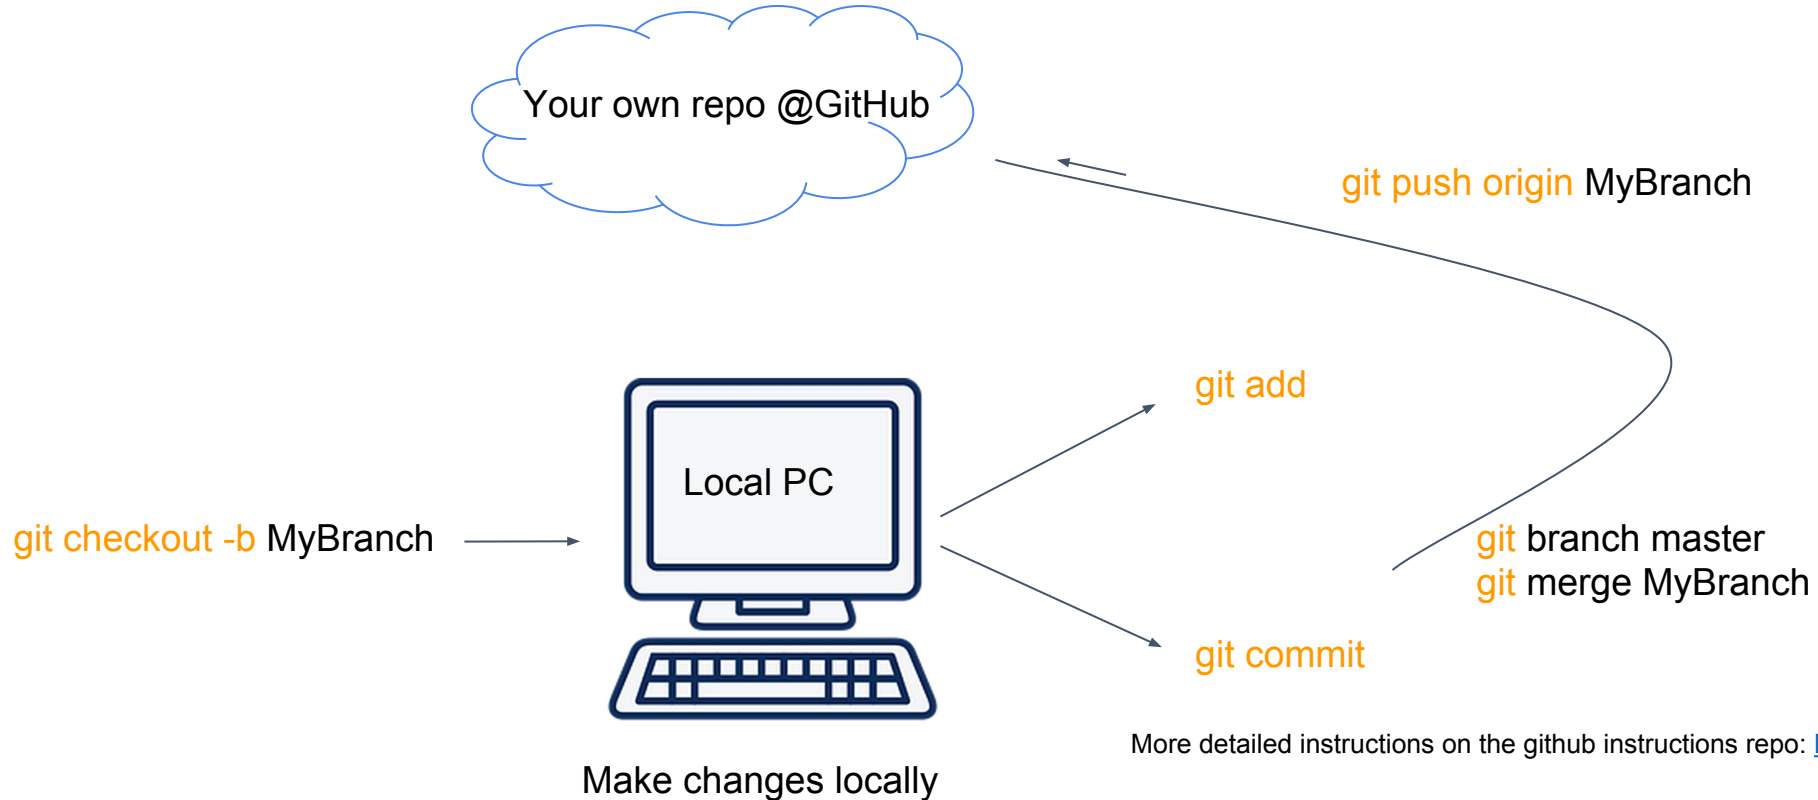 Your own repo @GitHub
git push origin MyBranch
git add
Local PC
git checkout -b MyBranch
git branch master
git merge MyBranch
git commit
More detailed instructions on the github instructions repo:
Make changes locally